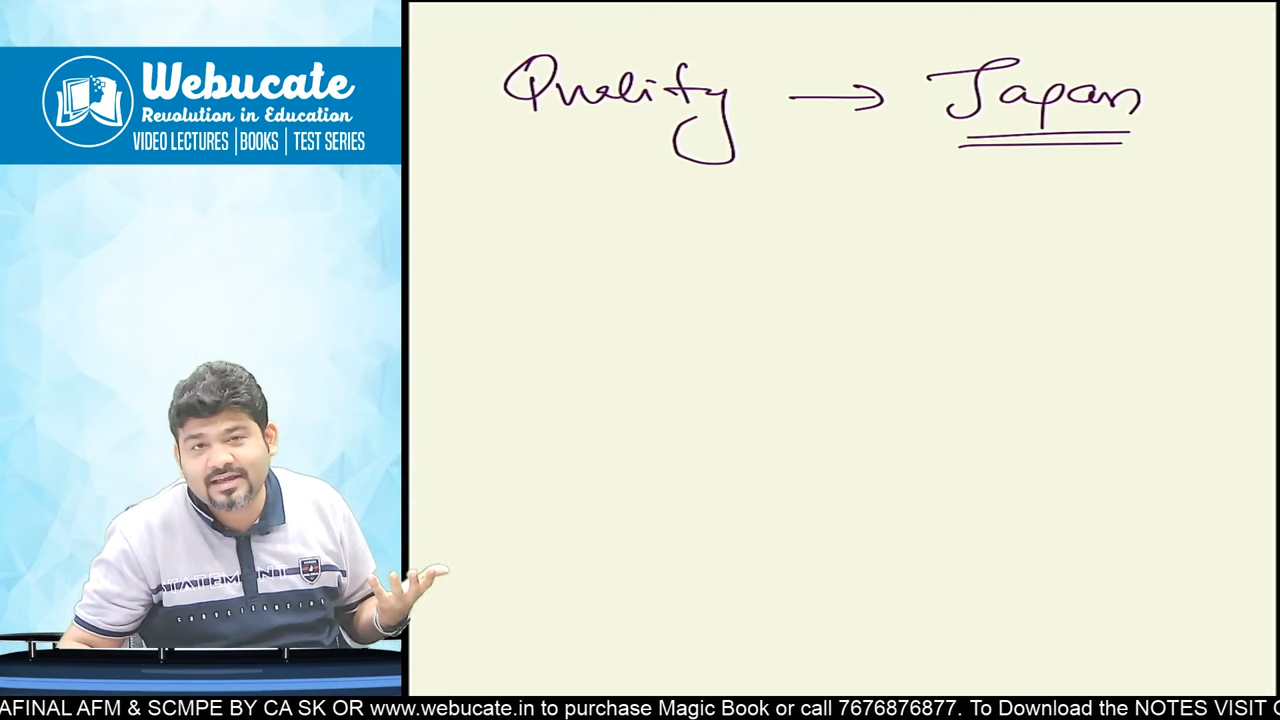 Webucate
Revolution in Education
VIDEO LECTURES | BOOKS | TEST SERIES
Quality → Japan
STATEMENT
AFINAL AFM & SCMPE BY CA SK OR www.webucate.in to purchase Magic Book or call 7676876877. To Download the NOTES VISIT